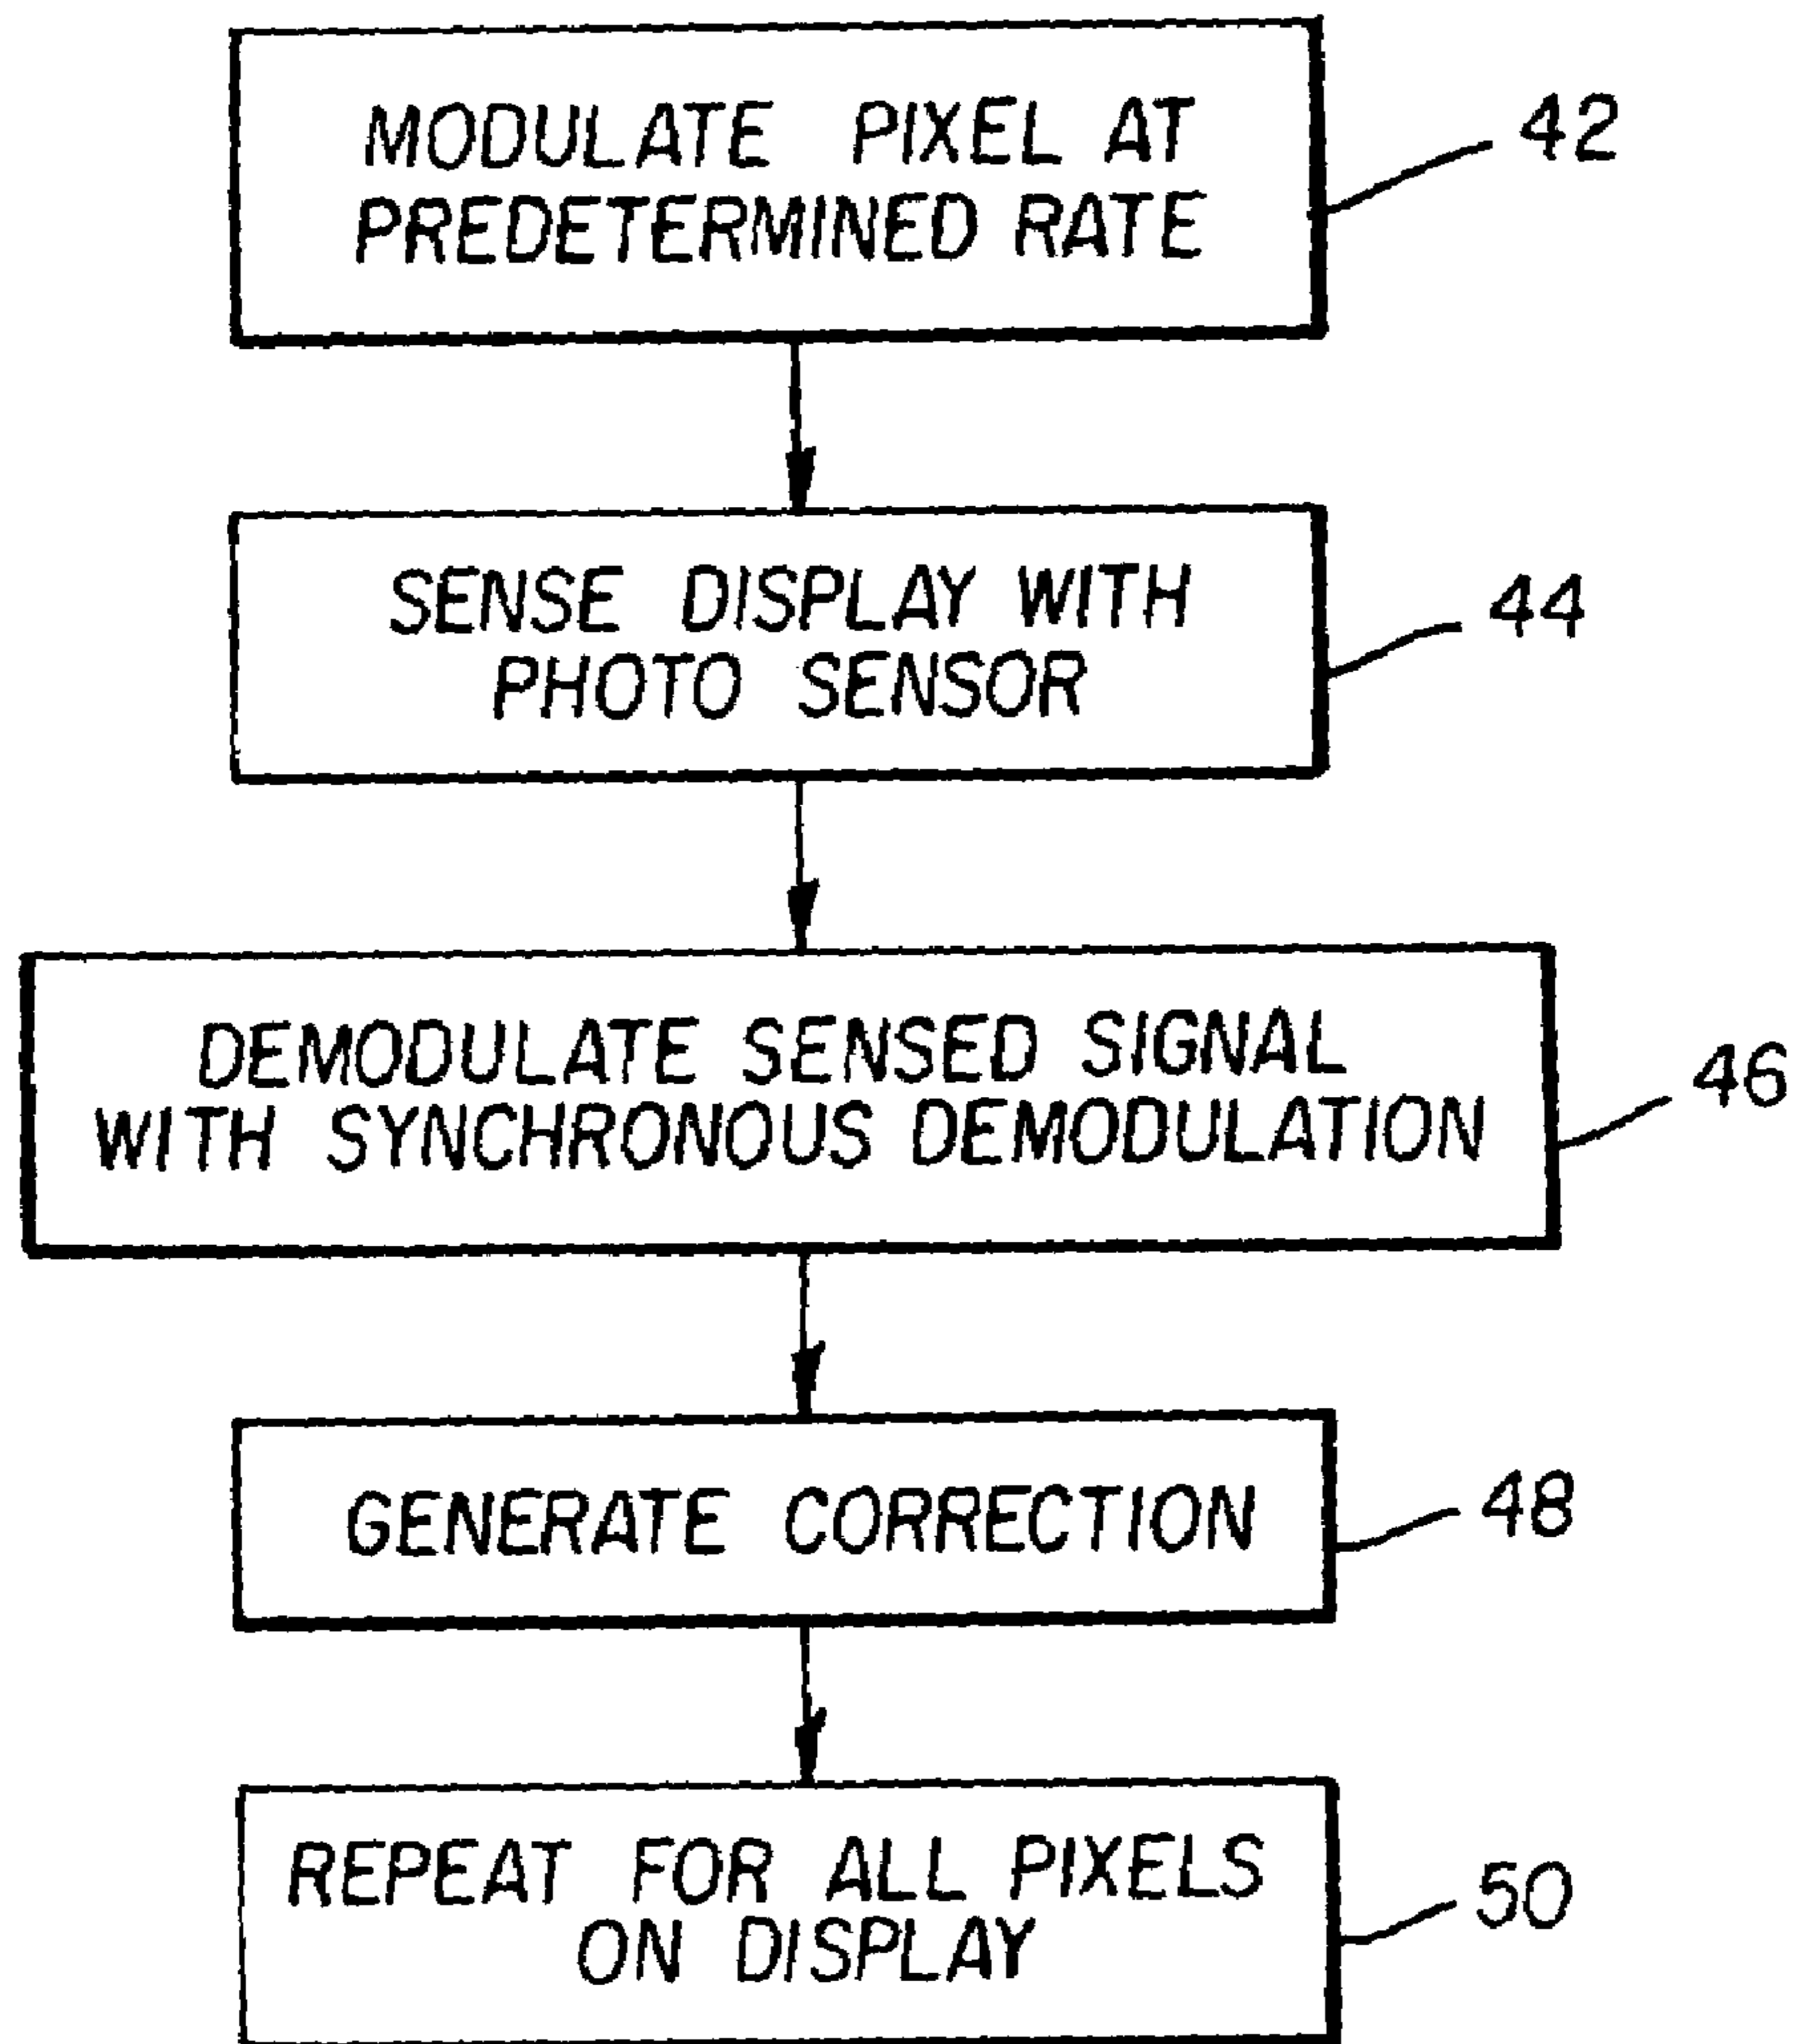 MODULATE PIXEL AT
PREDETERMINED RATE
42
SENSE DISPLAY WITH
PHOTO SENSOR
44
DEMODULATE SENSED SIGNAL
WITH SYNCHRONOUS DEMODULATION
46
GENERATE CORRECTION
48
REPEAT FOR ALL PIXELS
ON DISPLAY
50